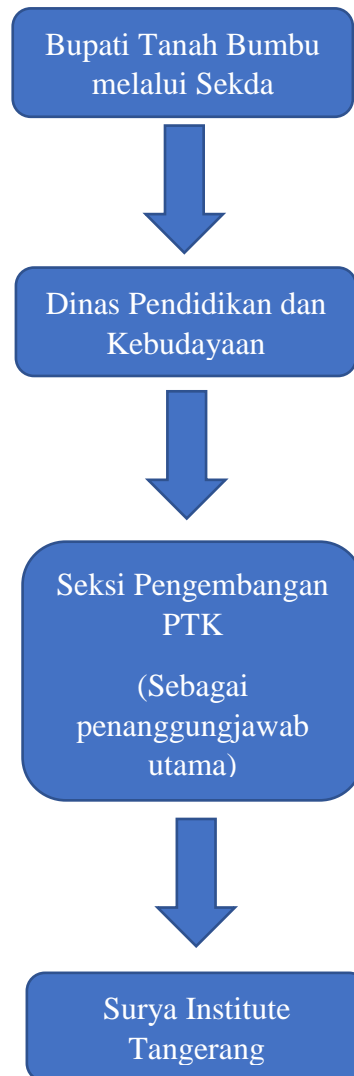 Bupati Tanah Bumbu
melalui Sekda
Dinas Pendidikan dan
Kebudayaan
Seksi Pengembangan
PTK
(Sebagai
penanggungjawab
utama)
Surya Institute
Tangerang